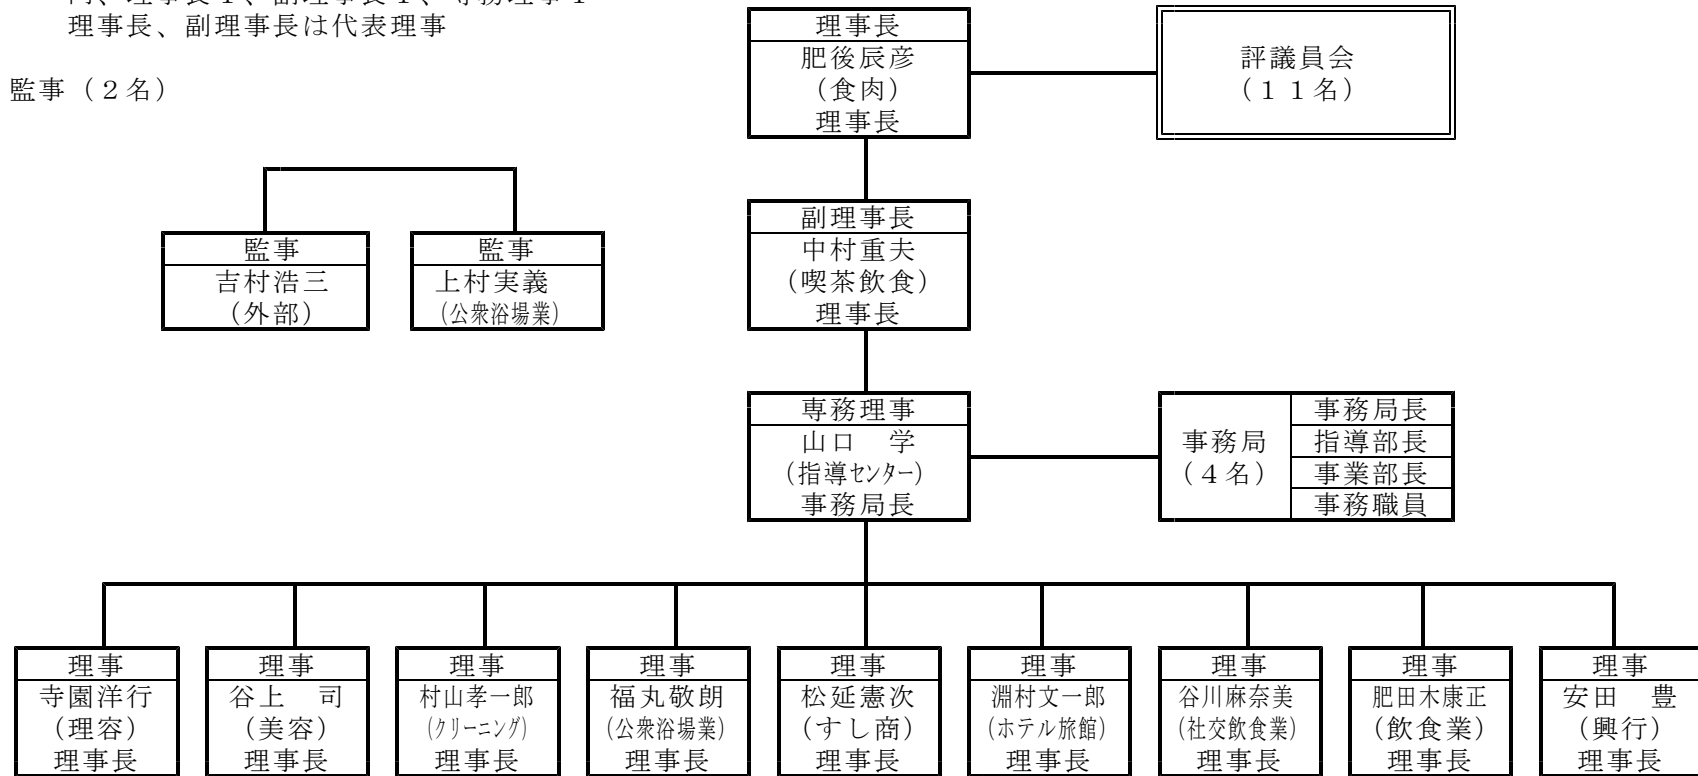 理事長、副理事長は代表理事
監事（２名）
理事長
肥後辰彦
（食肉）
理事長
評議員会
（１１名）
監事
吉村浩三
（外部）
監事
上村実義
（公衆浴場業）
副理事長
中村重夫
（喫茶飲食）
理事長
専務理事
山口　学
（指導センター）
事務局長
事務局
（４名）
事務局長
指導部長
事業部長
事務職員
理事
寺園洋行
（理容）
理事長
理事
谷上　司
（美容）
理事長
理事
村山孝一郎
（クリーニング）
理事長
理事
福丸敬朗
（公衆浴場業）
理事長
理事
松延憲次
（すし商）
理事長
理事
淵村文一郎
（ホテル旅館）
理事長
理事
谷川麻奈美
（社交飲食業）
理事長
理事
肥田木康正
（飲食業）
理事長
理事
安田　豊
（興行）
理事長